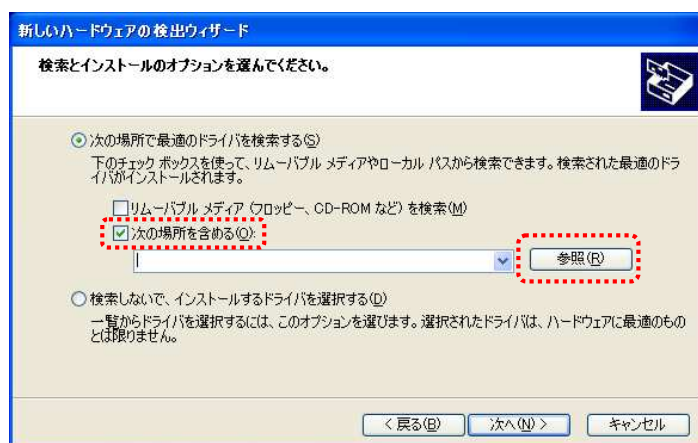 新しいハードウェアの検出ウィザード
検索とインストールのオプションを選んでください。
次の場所で最適のドライバを検索する(S)
下のチェック ボックスを使って、リムーバブル メディアやローカル パスから検索できます。検索された最適のドラ
イバがインストールされます。
リムーバブル メディア (フロッピー、CD-ROM など) を検索(M)
次の場所を含める(O):
参照(R)
検索しないで、インストールするドライバを選択する(D)
一覧からドライバを選択するには、このオプションを選びます。選択されたドライバは、ハードウェアに最適のもの
とは限りません。
< 戻る(B) 次へ(N) > キャンセル